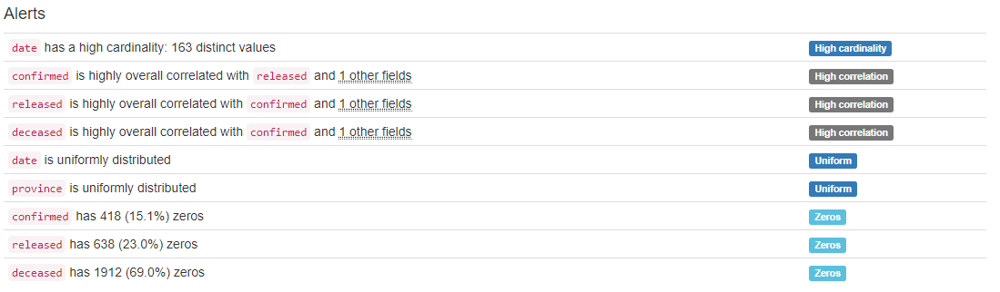 Alerts
date has a high cardinality: 163 distinct values High cardinality
confirmed is highly overall correlated with released and 1 other fields High correlation
released is highly overall correlated with confirmed and 1 other fields High correlation
deceased is highly overall correlated with confirmed and 1 other fields High correlation
date is uniformly distributed Uniform
province is uniformly distributed Uniform
confirmed has 418 (15.1%) zeros Zeros
released has 638 (23.0%) zeros Zeros
deceased has 1912 (69.0%) zeros Zeros